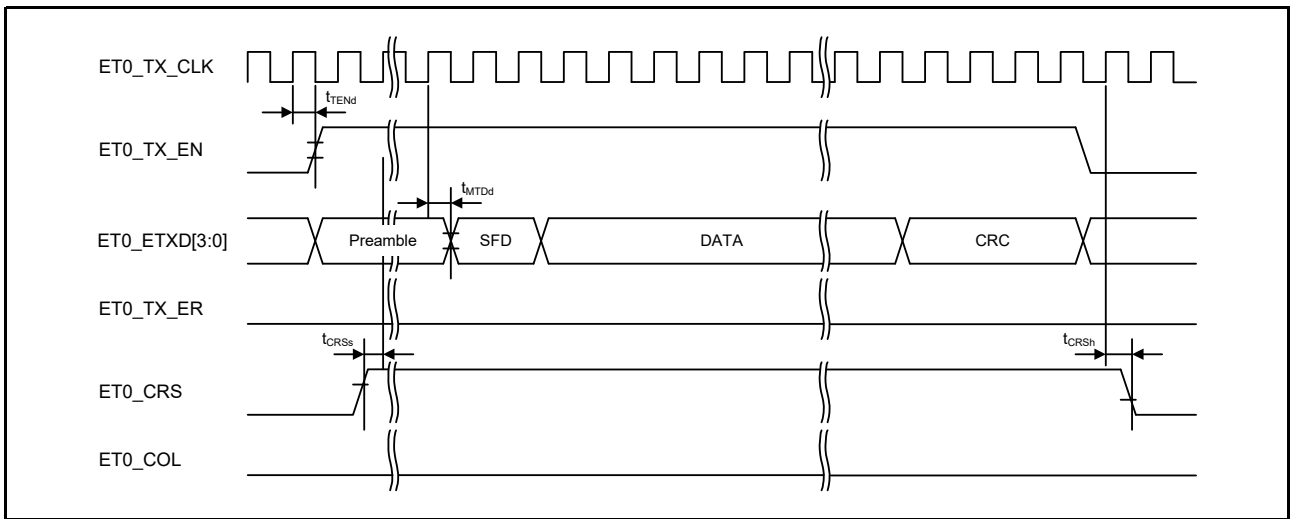 ET0_TX_CLK
tTENd
ET0_TX_EN
tMTDd
ET0_ETXD[3:0]
Preamble SFD DATA CRC
ET0_TX_ER
tCRSs tCRSh
ET0_CRS
ET0_COL